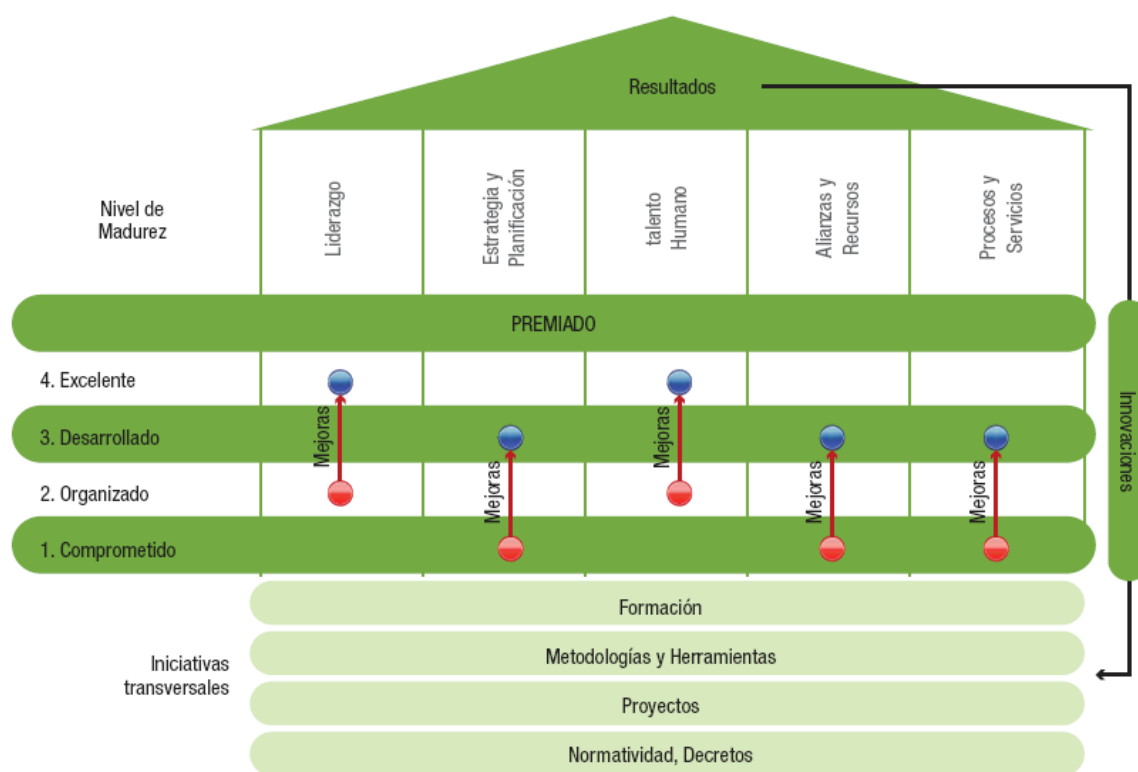 Resultados
Nivel de
Madurez
Liderazgo
Estrategia y
Planificación
talento
Humano
Alianzas y
Recursos
Procesos y
Servicios
PREMIADO
4. Excelente
3. Desarrollado
2. Organizado
1. Comprometido
Mejoras
Mejoras
Mejoras
Mejoras
Mejoras
Innovaciones
Iniciativas
transversales
Formación
Metodologías y Herramientas
Proyectos
Normatividad, Decretos